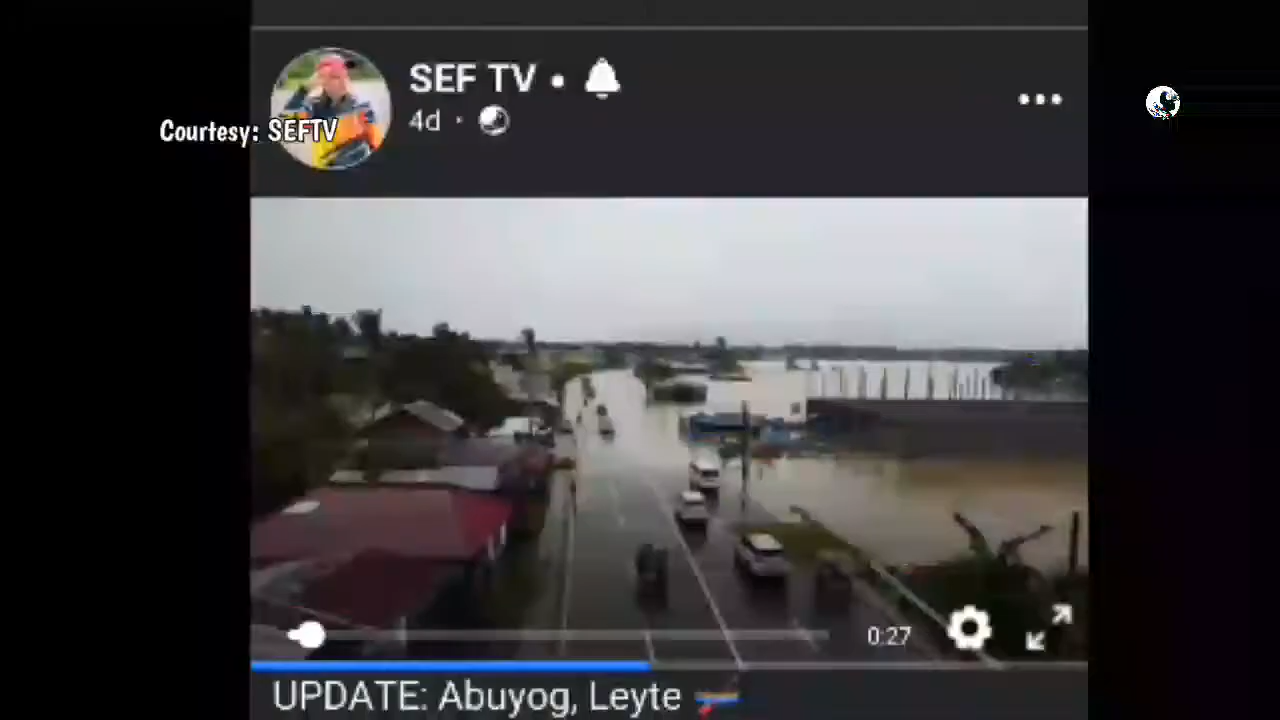 SEF TV •
4d ·
Courtesy: SEFTV
0:27
UPDATE: Abuyog, Leyte